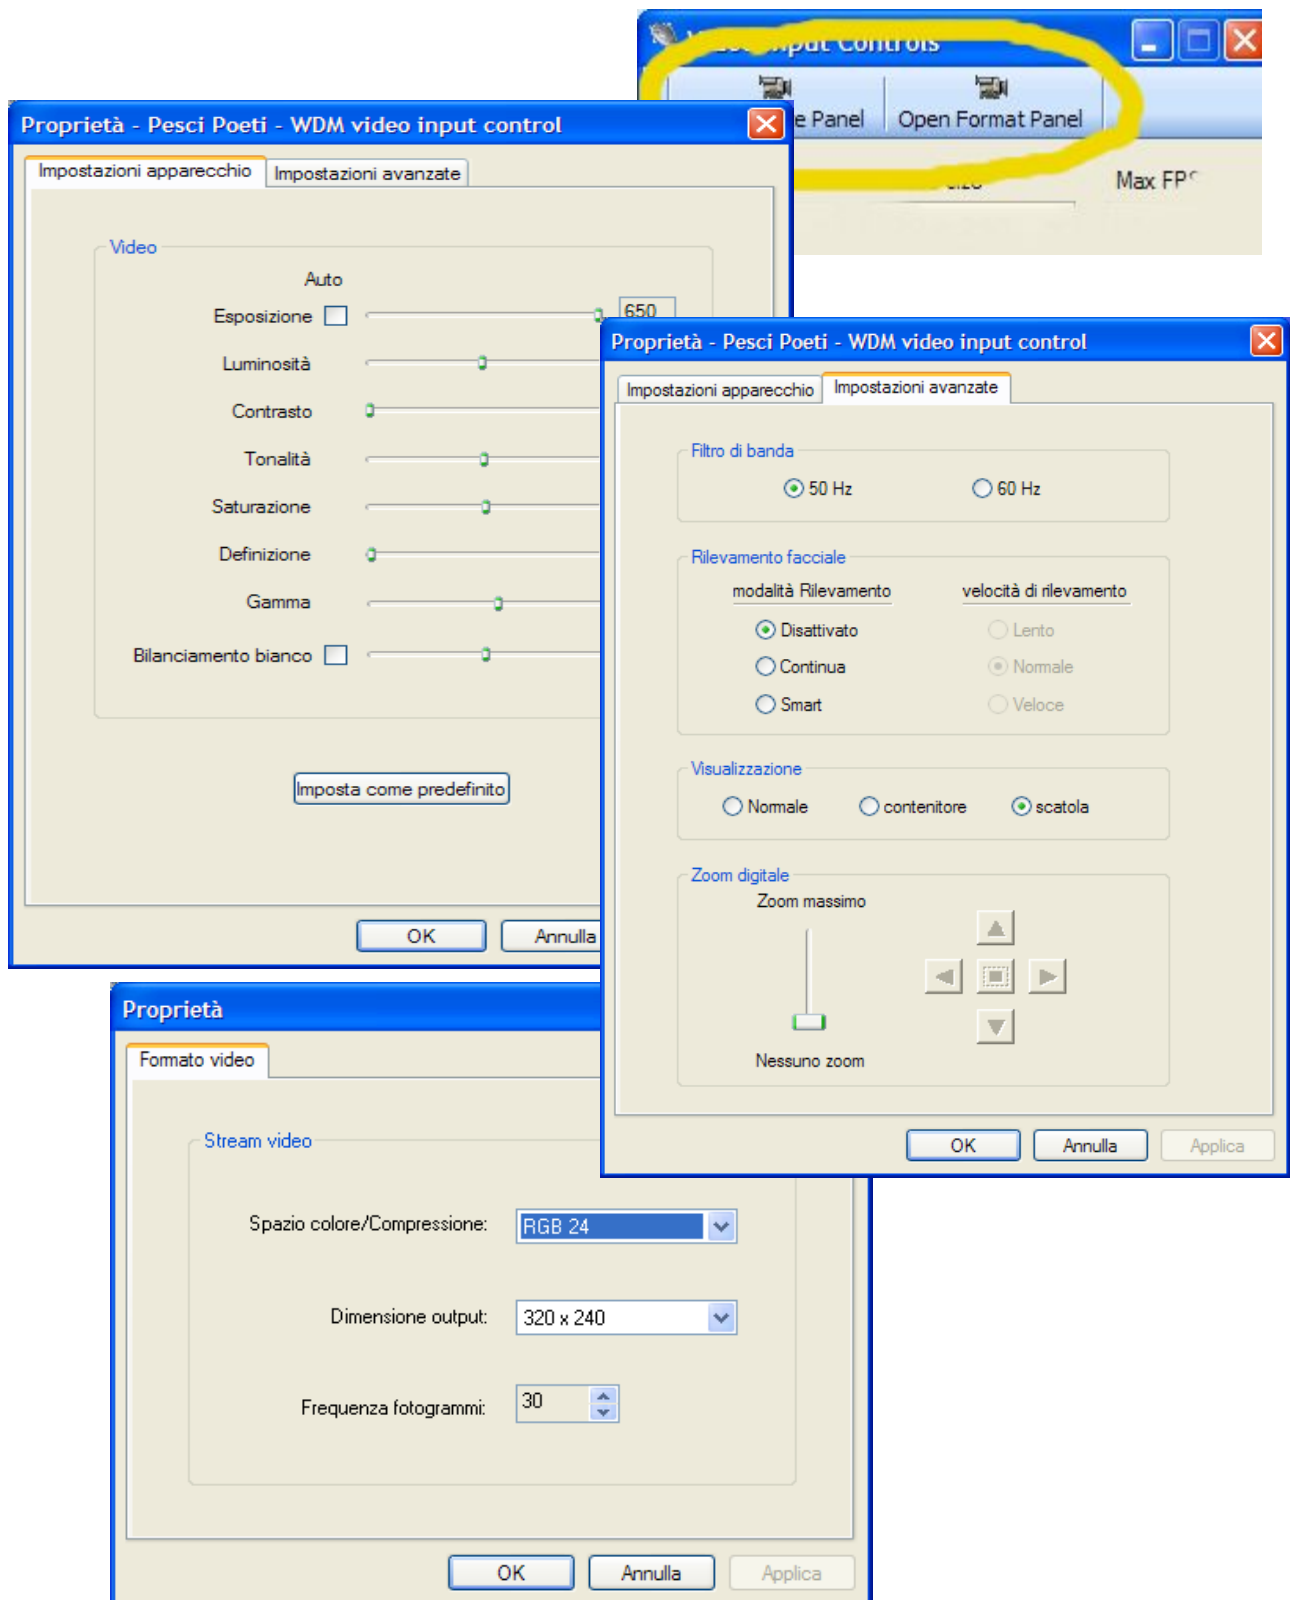 Input Controls
e Panel
Open Format Panel
Max FPS
Proprietà - Pesci Poeti - WDM video input control
Impostazioni apparecchio
Impostazioni avanzate
Video
Auto
Esposizione
650
Luminosità
Contrasto
Tonalità
Saturazione
Definizione
Gamma
Bilanciamento bianco
Imposta come predefinito
OK
Annulla
Proprietà - Pesci Poeti - WDM video input control
Impostazioni apparecchio
Impostazioni avanzate
Filtro di banda
50 Hz
60 Hz
Rilevamento facciale
modalità Rilevamento
velocità di rilevamento
Disattivato
Lento
Continua
Normale
Smart
Veloce
Visualizzazione
Normale
contenitore
scatola
Zoom digitale
Zoom massimo
Nessuno zoom
OK
Annulla
Applica
Proprietà
Formato video
Stream video
Spazio colore/Compressione:
RGB 24
Dimensione output:
320 x 240
Frequenza fotogrammi:
30
OK
Annulla
Applica